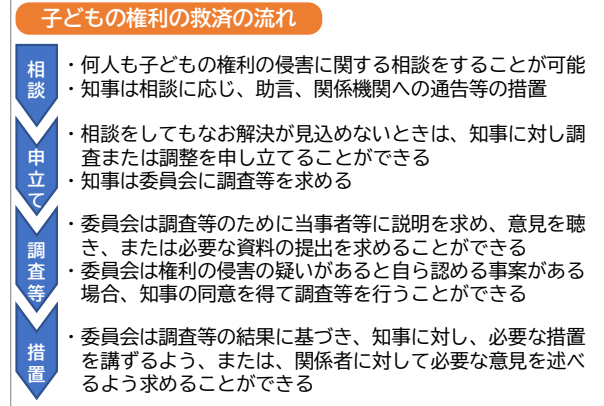 子どもの権利の救済の流れ
相談
・何人も子どもの権利の侵害に関する相談をすることが可能
・知事は相談に応じ、助言、関係機関への通告等の措置
申立て
・相談をしてもなお解決が見込めないときは、知事に対し調
査または調整を申し立てることができる
・知事は委員会に調査等を求める
調査等
・委員会は調査等のために当事者等に説明を求め、意見を聴
き、または必要な資料の提出を求めることができる
・委員会は権利の侵害の疑いがあると自ら認める事案がある
場合、知事の同意を得て調査等を行うことができる
措置
・委員会は調査等の結果に基づき、知事に対し、必要な措置
を講ずるよう、または、関係者に対して必要な意見を述べ
るよう求めることができる